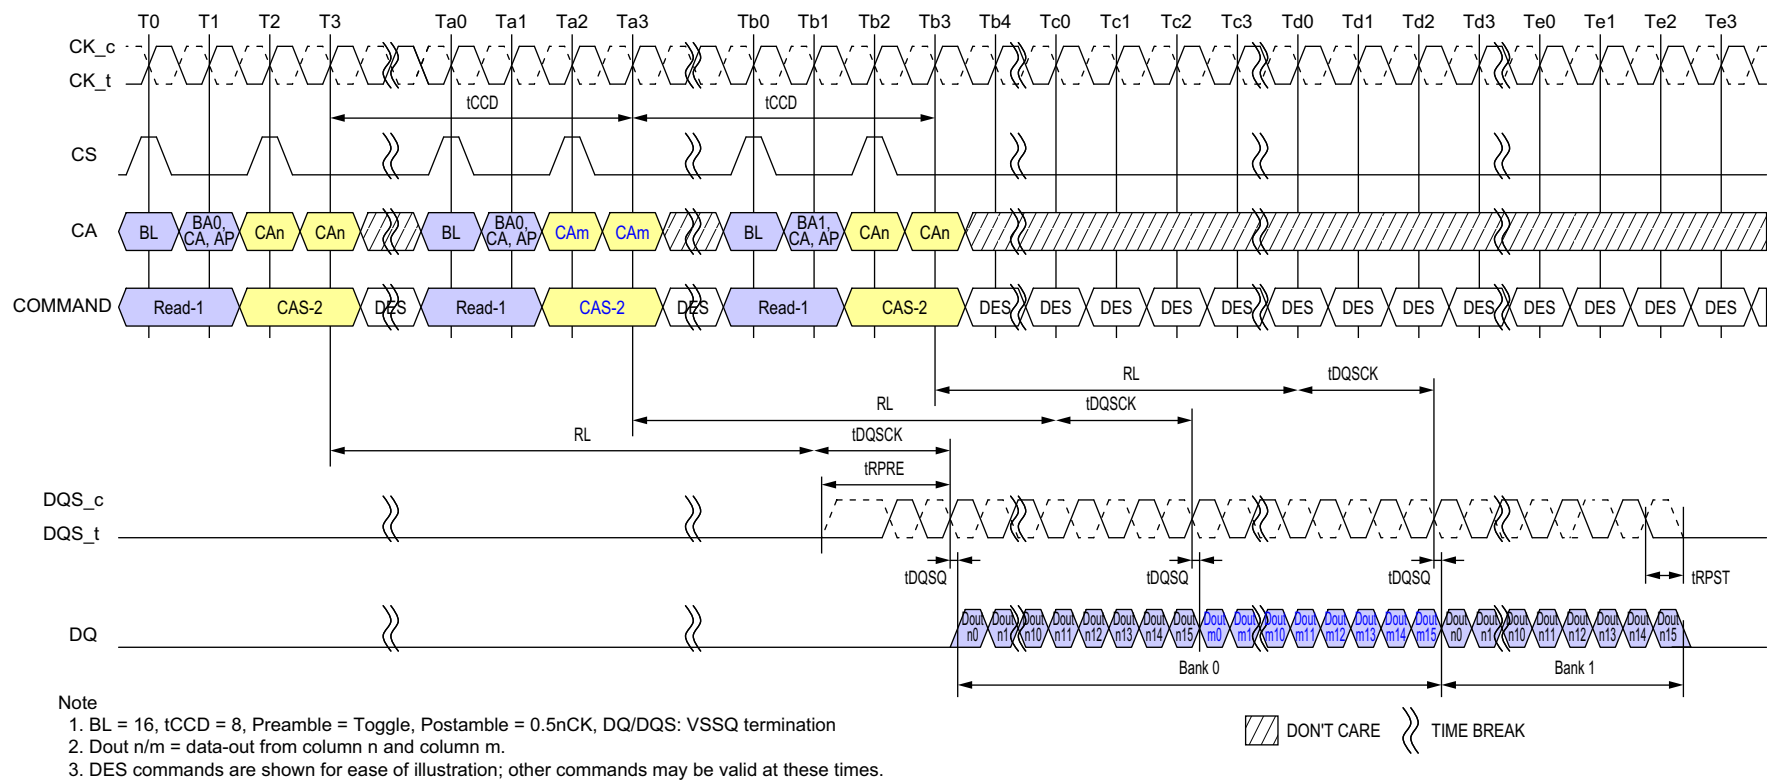 T0 T1 T2 T3 Ta0 Ta1 Ta2 Ta3 Tb0 Tb1 Tb2 Tb3 Tb4 Tc0 Tc1 Tc2 Tc3 Td0 Td1 Td2 Td3 Te0 Te1 Te2 Te3
CK_c
CK_t
tCCD tCCD
CS
CA BL BA0, CA, AP CAn CAn BL BA0, CA, AP CAm CAm BL BA1, CA, AP CAn CAn
COMMAND Read-1 CAS-2 DES Read-1 CAS-2 DES Read-1 CAS-2 DES DES DES DES DES DES DES DES DES DES DES DES DES
RL tDQSCK
RL tDQSCK
RL tDQSCK
tRPRE
DQS_c
DQS_t
tDQSQ tDQSQ tDQSQ tRPST
DQ Dout n0 Dout n1 Dout n10 Dout n11 Dout n12 Dout n13 Dout n14 Dout n15 Dout m0 Dout m1 Dout m10 Dout m11 Dout m12 Dout m13 Dout m14 Dout m15 Dout n0 Dout n1 Dout n10 Dout n11 Dout n12 Dout n13 Dout n14 Dout n15
Bank 0 Bank 1
Note
1. BL = 16, tCCD = 8, Preamble = Toggle, Postamble = 0.5nCK, DQ/DQS: VSSQ termination
2. Dout n/m = data-out from column n and column m.
3. DES commands are shown for ease of illustration; other commands may be valid at these times.
DON'T CARE TIME BREAK